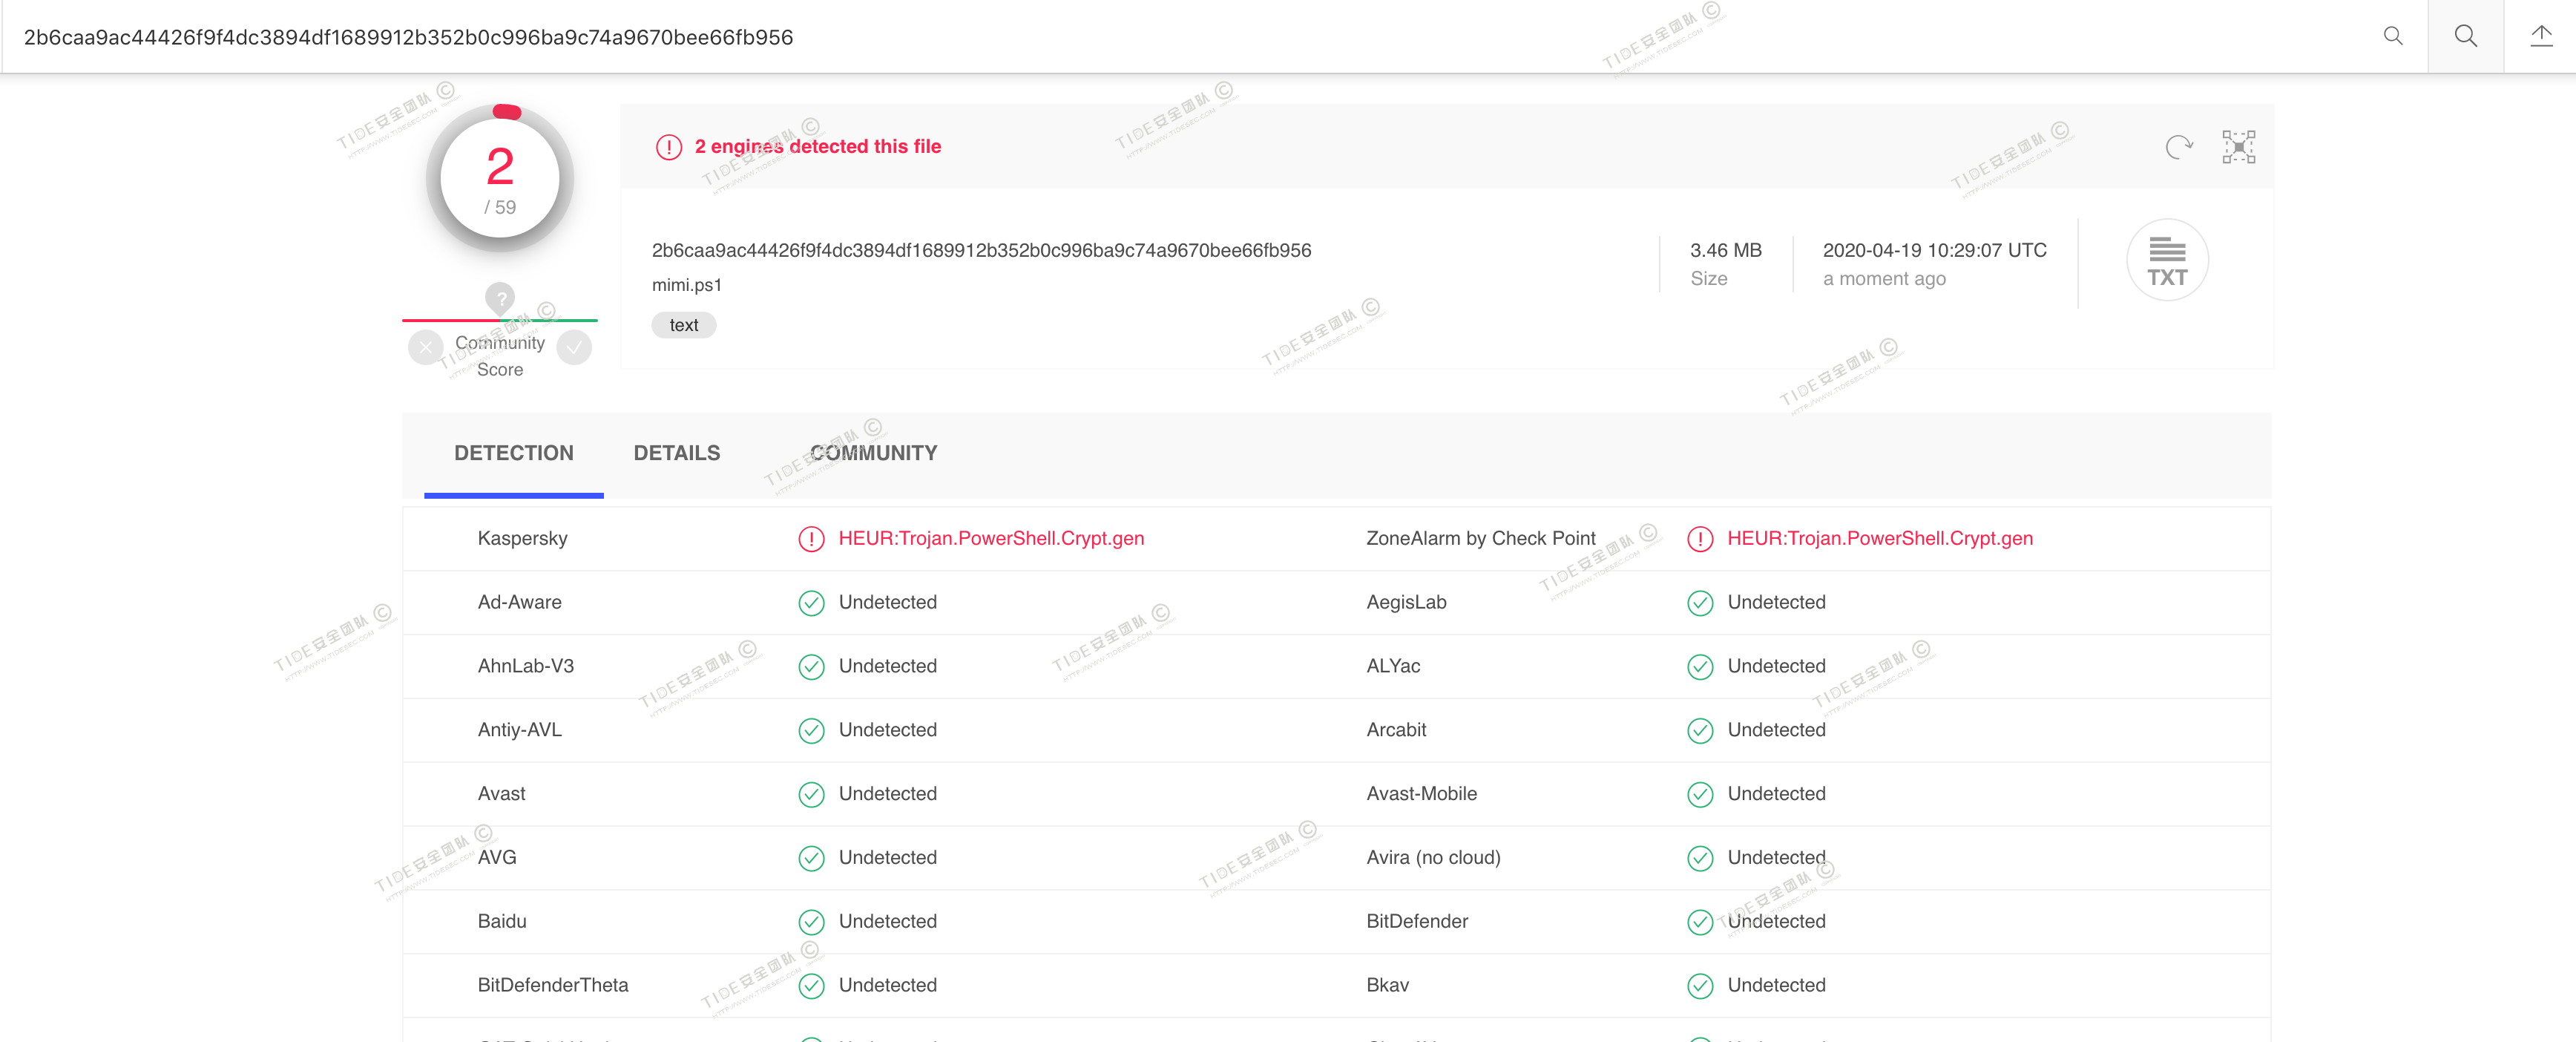 2b6caa9ac44426f9f4dc3894df1689912b352b0c996ba9c74a9670bee66fb956
2
/ 59
?
Community
Score
2 engines detected this file
2b6caa9ac44426f9f4dc3894df1689912b352b0c996ba9c74a9670bee66fb956
mimi.ps1
text
3.46 MB
Size
2020-04-19 10:29:07 UTC
a moment ago
TXT
DETECTION DETAILS COMMUNITY
Kaspersky HEUR:Trojan.PowerShell.Crypt.gen ZoneAlarm by Check Point HEUR:Trojan.PowerShell.Crypt.gen
Ad-Aware Undetected AegisLab Undetected
AhnLab-V3 Undetected ALYac Undetected
Antiy-AVL Undetected Arcabit Undetected
Avast Undetected Avast-Mobile Undetected
AVG Undetected Avira (no cloud) Undetected
Baidu Undetected BitDefender Undetected
BitDefenderTheta Undetected Bkav Undetected
TIDE安全团队 ©
HTTP://WWW.TIDESEC.COM